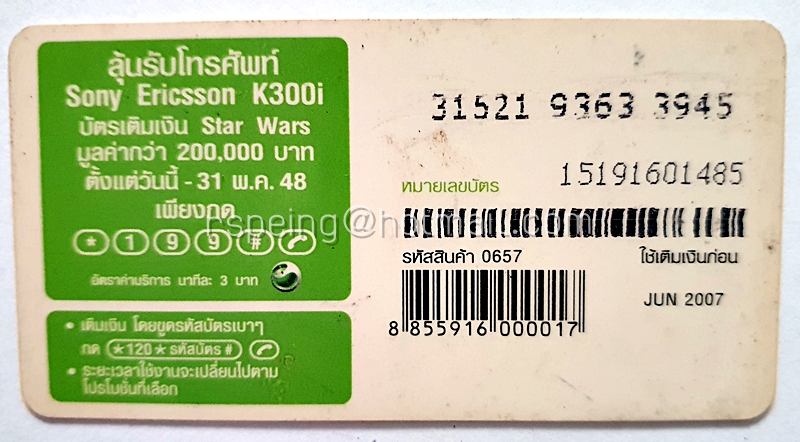 ลุ้นรับโทรศัพท์
Sony Ericsson K300i
บัตรเติมเงิน Star Wars
มูลค่ากว่า 200,000 บาท
ตั้งแต่วันนี้ - 31 พ.ค. 48
เพียงกด
* 1 9 9 #
อัตราค่าบริการ นาทีละ 3 บาท
• เติมเงิน โดยขูดรหัสบัตรเบาๆ
กด *120*รหัสบัตร#
• ระยะเวลาใช้งานจะเปลี่ยนไปตาม
โปรโมชั่นที่เลือก
31521 9363 3945
หมายเลขบัตร 15191601485
รหัสสินค้า 0657
ใช้เติมเงินก่อน
JUN 2007
8 855916 000017